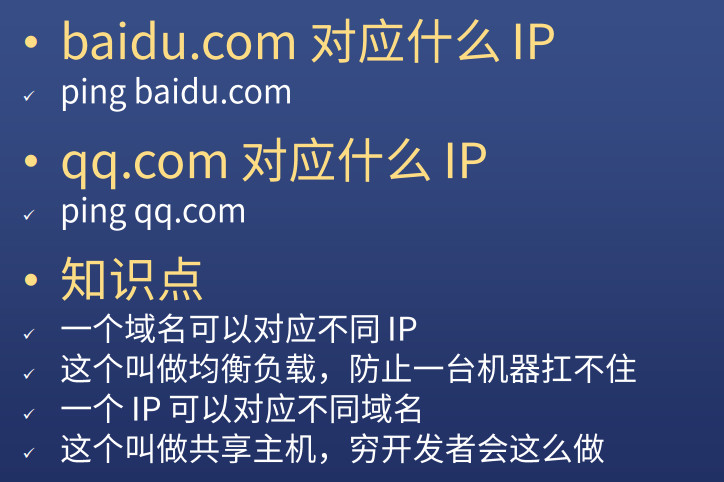 baidu.com 对应什么 IP
ping baidu.com
qq.com 对应什么 IP
ping qq.com
知识点
一个域名可以对应不同 IP
这个叫做均衡负载，防止一台机器扛不住
一个 IP 可以对应不同域名
这个叫做共享主机，穷开发者会这么做